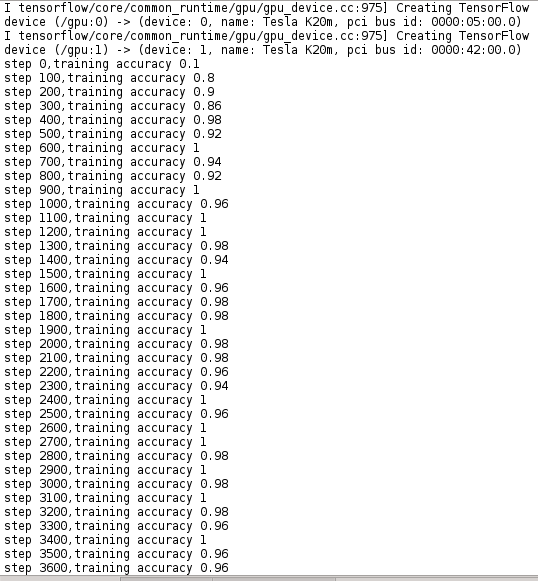 I tensorflow/core/common_runtime/gpu/gpu_device.cc:975] Creating TensorFlow
device (/gpu:0) -> (device: 0, name: Tesla K20m, pci bus id: 0000:05:00.0)
I tensorflow/core/common_runtime/gpu/gpu_device.cc:975] Creating TensorFlow
device (/gpu:1) -> (device: 1, name: Tesla K20m, pci bus id: 0000:42:00.0)
step 0,training accuracy 0.1
step 100,training accuracy 0.8
step 200,training accuracy 0.9
step 300,training accuracy 0.86
step 400,training accuracy 0.98
step 500,training accuracy 0.92
step 600,training accuracy 1
step 700,training accuracy 0.94
step 800,training accuracy 0.92
step 900,training accuracy 1
step 1000,training accuracy 0.96
step 1100,training accuracy 1
step 1200,training accuracy 1
step 1300,training accuracy 0.98
step 1400,training accuracy 0.94
step 1500,training accuracy 1
step 1600,training accuracy 0.96
step 1700,training accuracy 0.98
step 1800,training accuracy 0.98
step 1900,training accuracy 1
step 2000,training accuracy 0.98
step 2100,training accuracy 0.98
step 2200,training accuracy 0.96
step 2300,training accuracy 0.94
step 2400,training accuracy 1
step 2500,training accuracy 0.96
step 2600,training accuracy 1
step 2700,training accuracy 1
step 2800,training accuracy 0.98
step 2900,training accuracy 1
step 3000,training accuracy 0.98
step 3100,training accuracy 1
step 3200,training accuracy 0.98
step 3300,training accuracy 0.96
step 3400,training accuracy 1
step 3500,training accuracy 0.96
step 3600,training accuracy 0.96